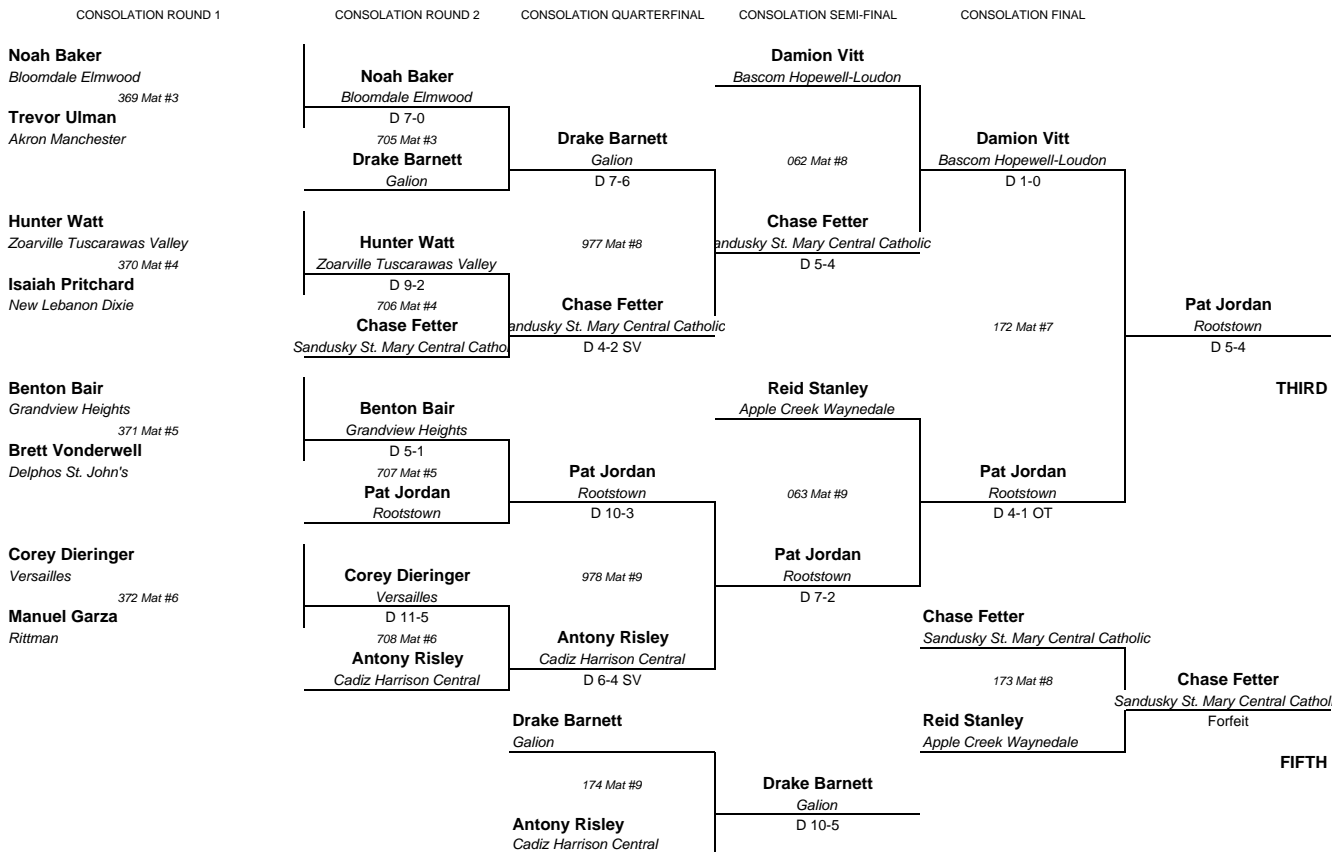 CONSOLATION ROUND 1
CONSOLATION ROUND 2
CONSOLATION QUARTERFINAL
CONSOLATION SEMI-FINAL
CONSOLATION FINAL
Noah Baker
Bloomdale Elmwood
369 Mat #3
Trevor Ulman
Akron Manchester
Hunter Watt
Zoarville Tuscarawas Valley
370 Mat #4
Isaiah Pritchard
New Lebanon Dixie
Benton Bair
Grandview Heights
371 Mat #5
Brett Vonderwell
Delphos St. John's
Corey Dieringer
Versailles
372 Mat #6
Manuel Garza
Rittman
Noah Baker
Bloomdale Elmwood
D 7-0
705 Mat #3
Drake Barnett
Galion
Hunter Watt
Zoarville Tuscarawas Valley
D 9-2
706 Mat #4
Chase Fetter
Sandusky St. Mary Central Cathol
Benton Bair
Grandview Heights
D 5-1
707 Mat #5
Pat Jordan
Rootstown
Corey Dieringer
Versailles
D 11-5
708 Mat #6
Antony Risley
Cadiz Harrison Central
Drake Barnett
Galion
D 7-6
977 Mat #8
Chase Fetter
andusky St. Mary Central Catholic
D 4-2 SV
Pat Jordan
Rootstown
D 10-3
978 Mat #9
Antony Risley
Cadiz Harrison Central
D 6-4 SV
Drake Barnett
Galion
174 Mat #9
Antony Risley
Cadiz Harrison Central
Damion Vitt
Bascom Hopewell-Loudon
062 Mat #8
Chase Fetter
andusky St. Mary Central Catholic
D 5-4
Reid Stanley
Apple Creek Waynedale
063 Mat #9
Pat Jordan
Rootstown
D 7-2
Drake Barnett
Galion
D 10-5
Damion Vitt
Bascom Hopewell-Loudon
D 1-0
172 Mat #7
Pat Jordan
Rootstown
D 4-1 OT
Chase Fetter
Sandusky St. Mary Central Catholic
173 Mat #8
Reid Stanley
Apple Creek Waynedale
Pat Jordan
Rootstown
D 5-4
THIRD
Chase Fetter
Sandusky St. Mary Central Catholi
Forfeit
FIFTH